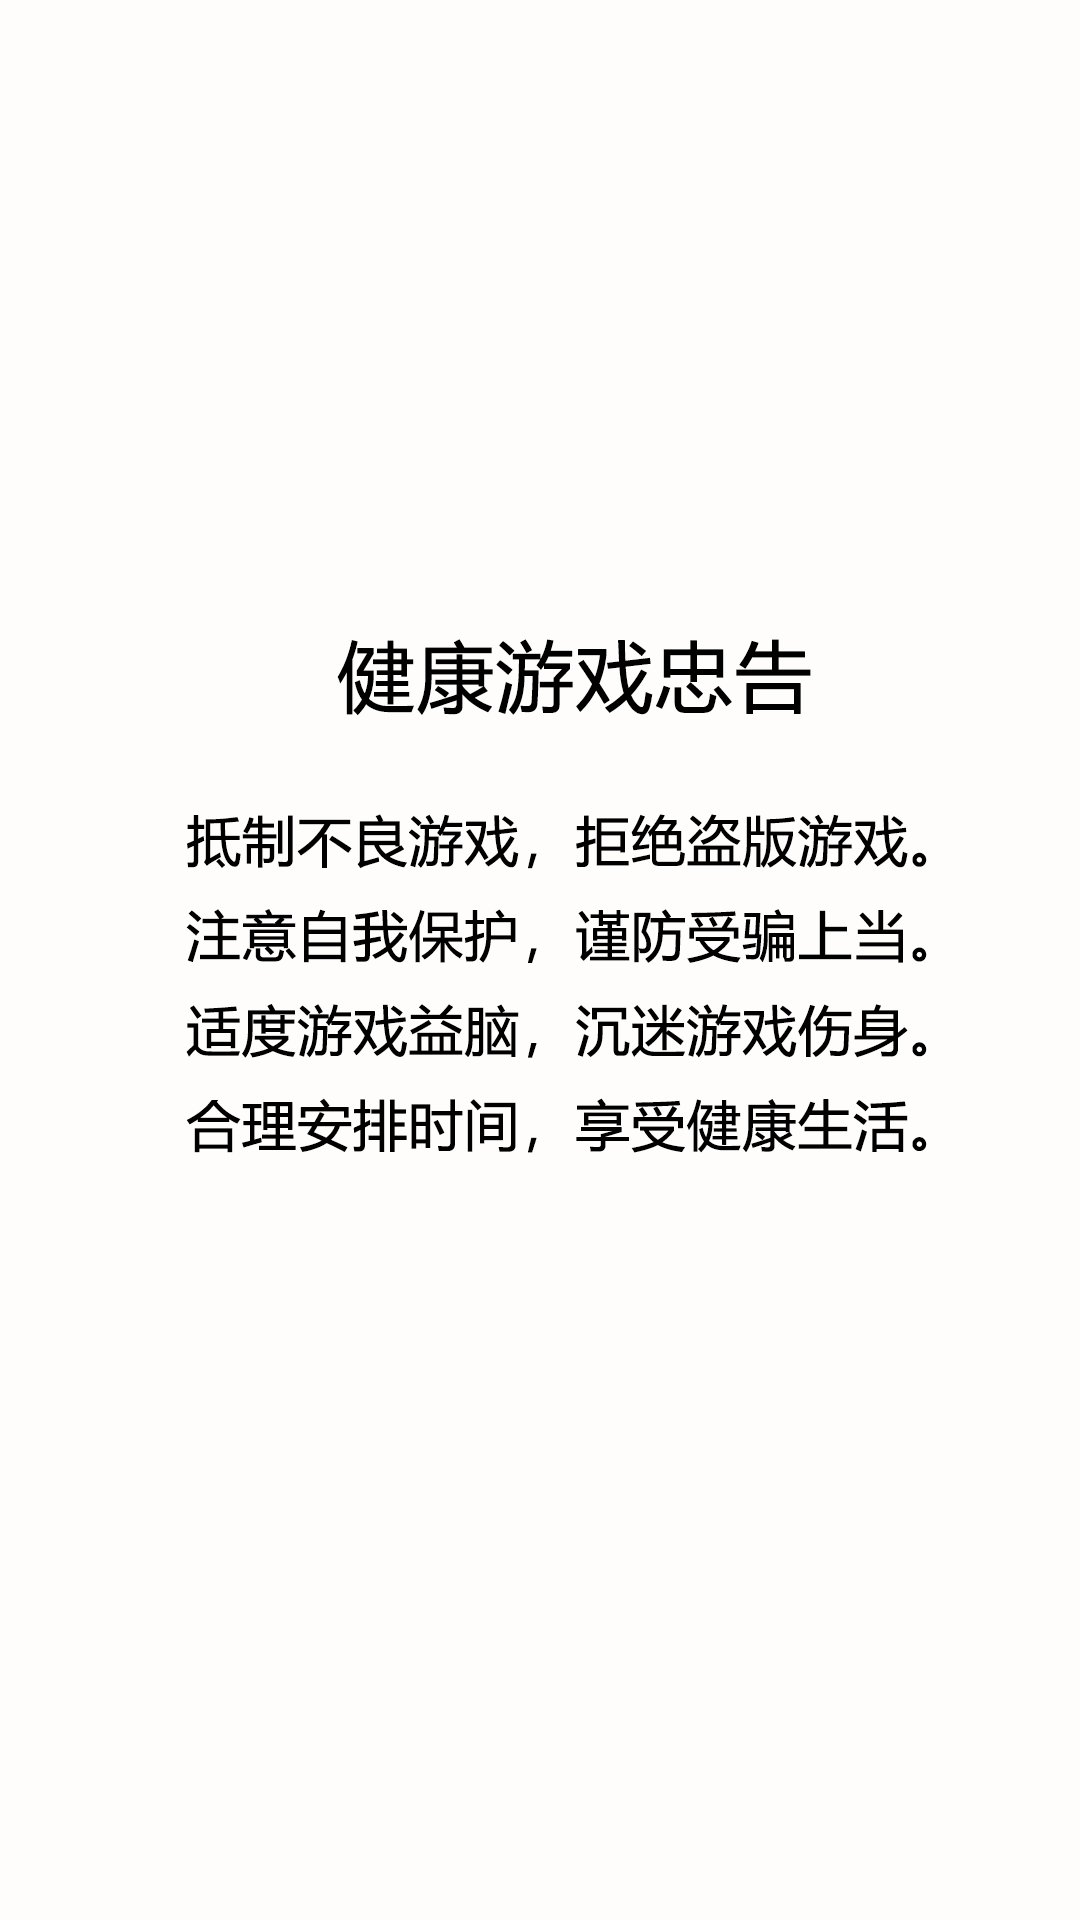 健康游戏忠告
抵制不良游戏，拒绝盗版游戏。
注意自我保护，谨防受骗上当。
适度游戏益脑，沉迷游戏伤身。
合理安排时间，享受健康生活。